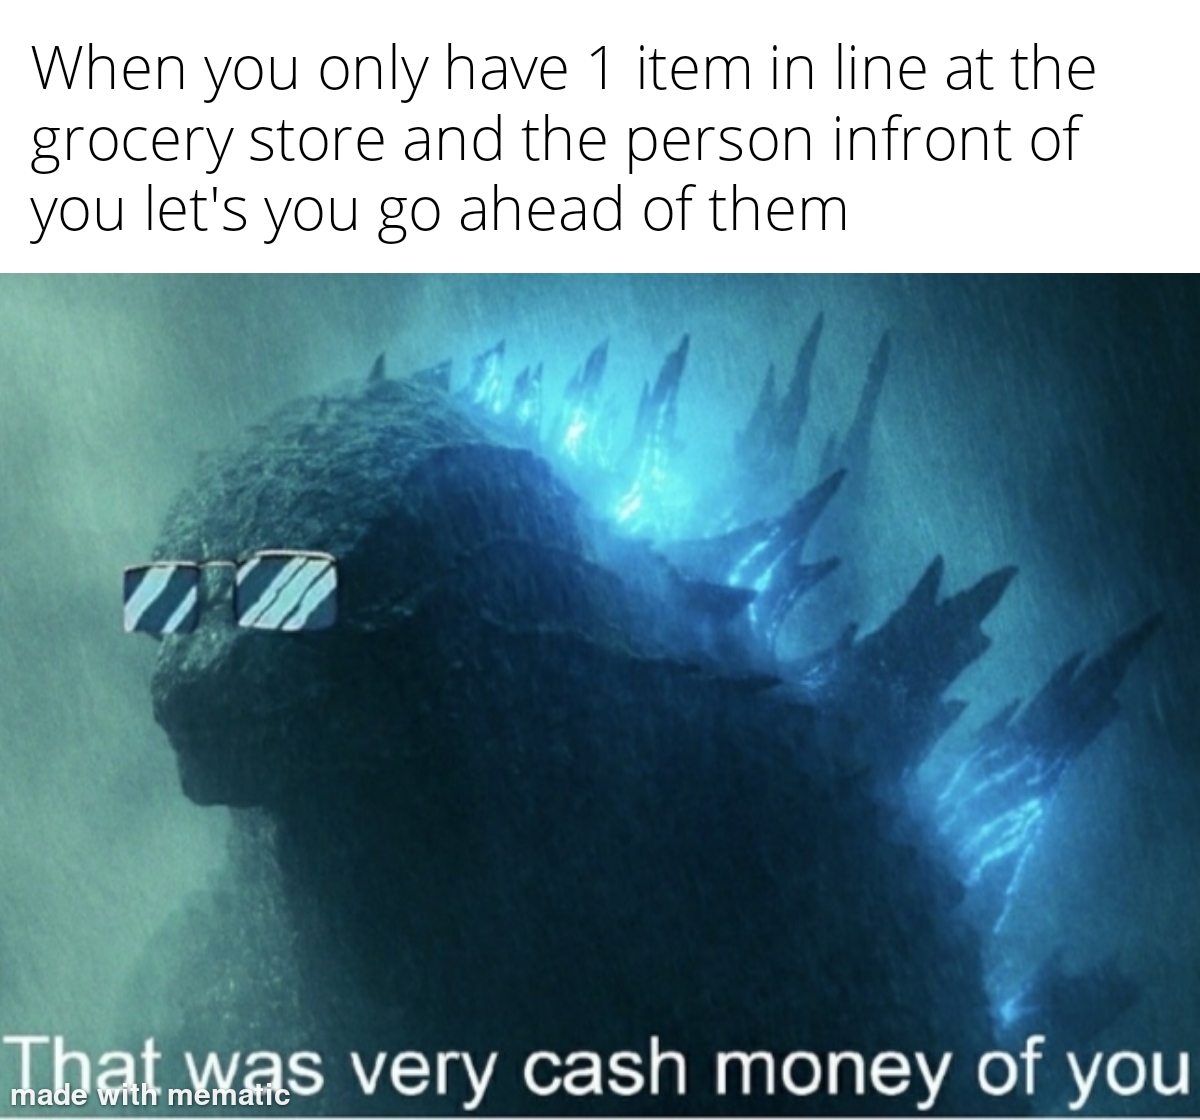 When you only have 1 item in line at the
grocery store and the person infront of
you let's you go ahead of them
That was very cash money of you
made with mematic